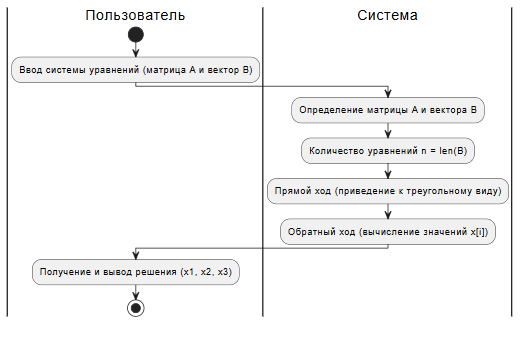 Пользователь
Система
Ввод системы уравнений (матрица A и вектор B)
Определение матрицы A и вектора B
Количество уравнений n = len(B)
Прямой ход (приведение к треугольному виду)
Обратный ход (вычисление значений x[i])
Получение и вывод решения (x1, x2, x3)